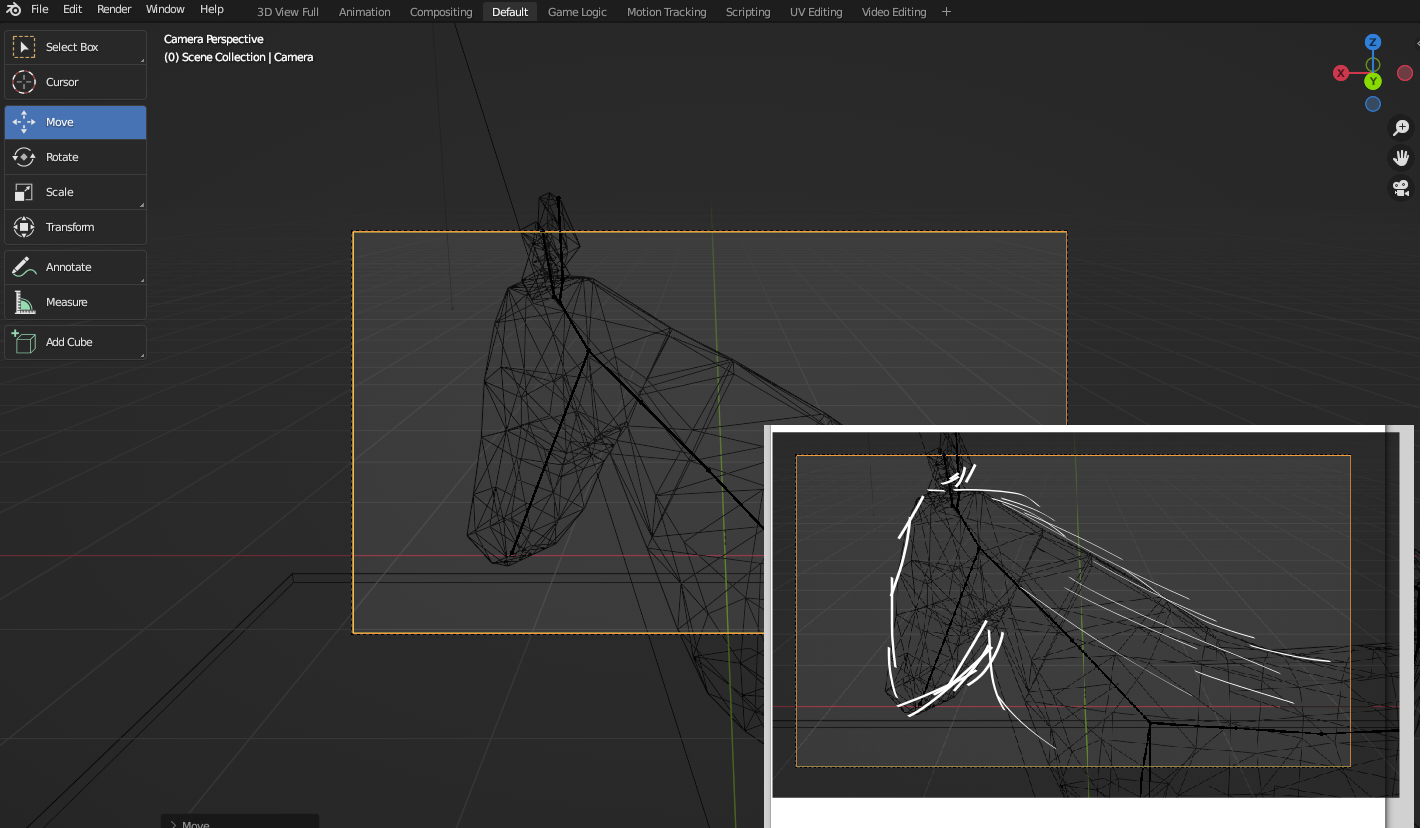 File Edit Render Window Help 3D View Full Animation Compositing Default Game Logic Motion Tracking Scripting UV Editing Video Editing +
Camera Perspective
(0) Scene Collection | Camera
Select Box
Cursor
Move
Rotate
Scale
Transform
Annotate
Measure
Add Cube
Z
X
Y
Move